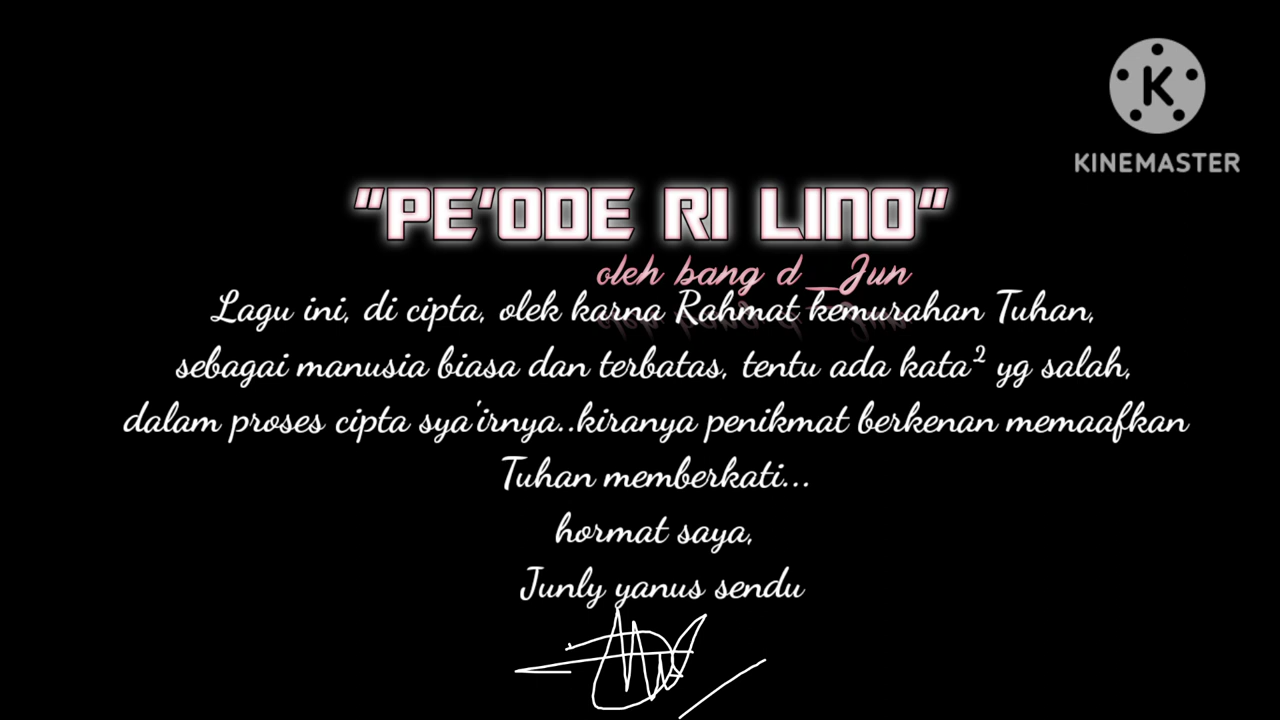 K
KINEMASTER
"PE'ODE RI LINO"
oleh bang d_Jun
Lagu ini, di cipta, olek karna Rahmat kemurahan Tuhan,
sebagai manusia biasa dan terbatas, tentu ada kata² yg salah,
dalam proses cipta sya'irnya..kiranya penikmat berkenan memaafkan
Tuhan memberkati...
hormat saya,
Junly yanus sendu